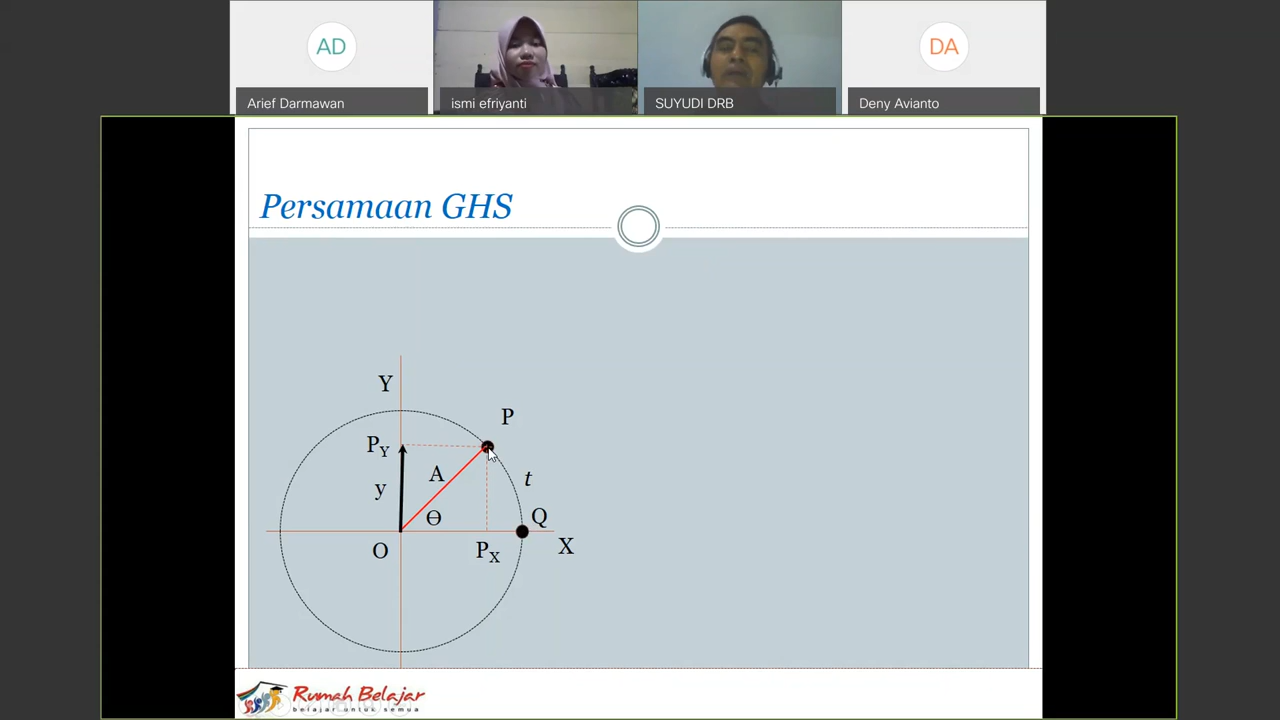 AD
DA
Arief Darmawan
ismi efriyanti
SUYUDI DRB
Deny Avianto
Persamaan GHS
Y
P
PY
A
t
y
Ө
Q
O
PX
X
Rumah Belajar
belajar untuk semua